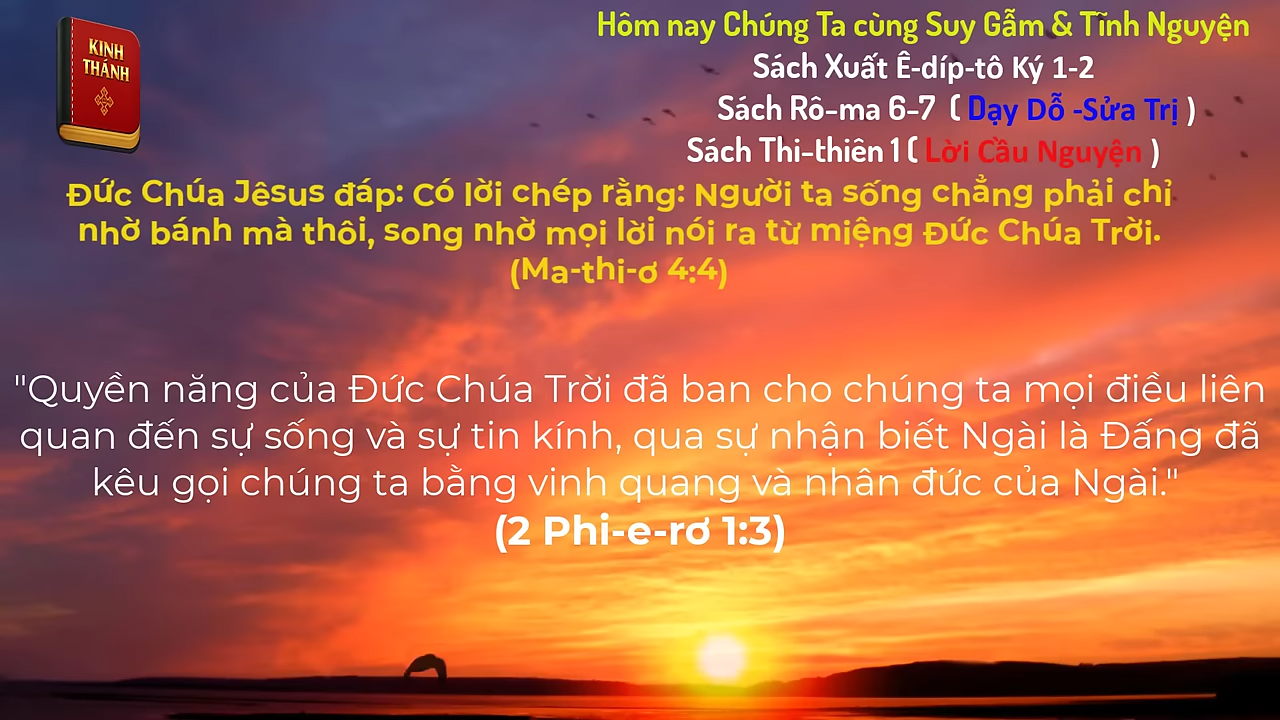 KINH
THÁNH
Hôm nay Chúng Ta cùng Suy Gẫm & Tĩnh Nguyện
Sách Xuất Ê-díp-tô Ký 1-2
Sách Rô-ma 6-7 ( Dạy Dỗ -Sửa Trị )
Sách Thi-thiên 1 ( Lời Cầu Nguyện )
Đức Chúa Jêsus đáp: Có lời chép rằng: Người ta sống chẳng phải chỉ
nhờ bánh mà thôi, song nhờ mọi lời nói ra từ miệng Đức Chúa Trời.
(Ma-thi-ơ 4:4)
"Quyền năng của Đức Chúa Trời đã ban cho chúng ta mọi điều liên
quan đến sự sống và sự tin kính, qua sự nhận biết Ngài là Đấng đã
kêu gọi chúng ta bằng vinh quang và nhân đức của Ngài."
(2 Phi-e-rơ 1:3)